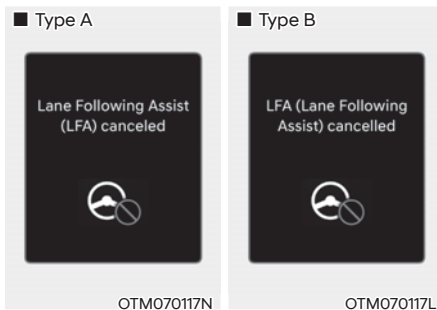 ■ Type A
Lane Following Assist
(LFA) canceled
OTM070117N
■ Type B
LFA (Lane Following
Assist) cancelled
OTM070117L